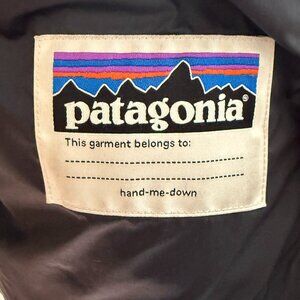 patagonia®
This garment belongs to:
hand-me-down